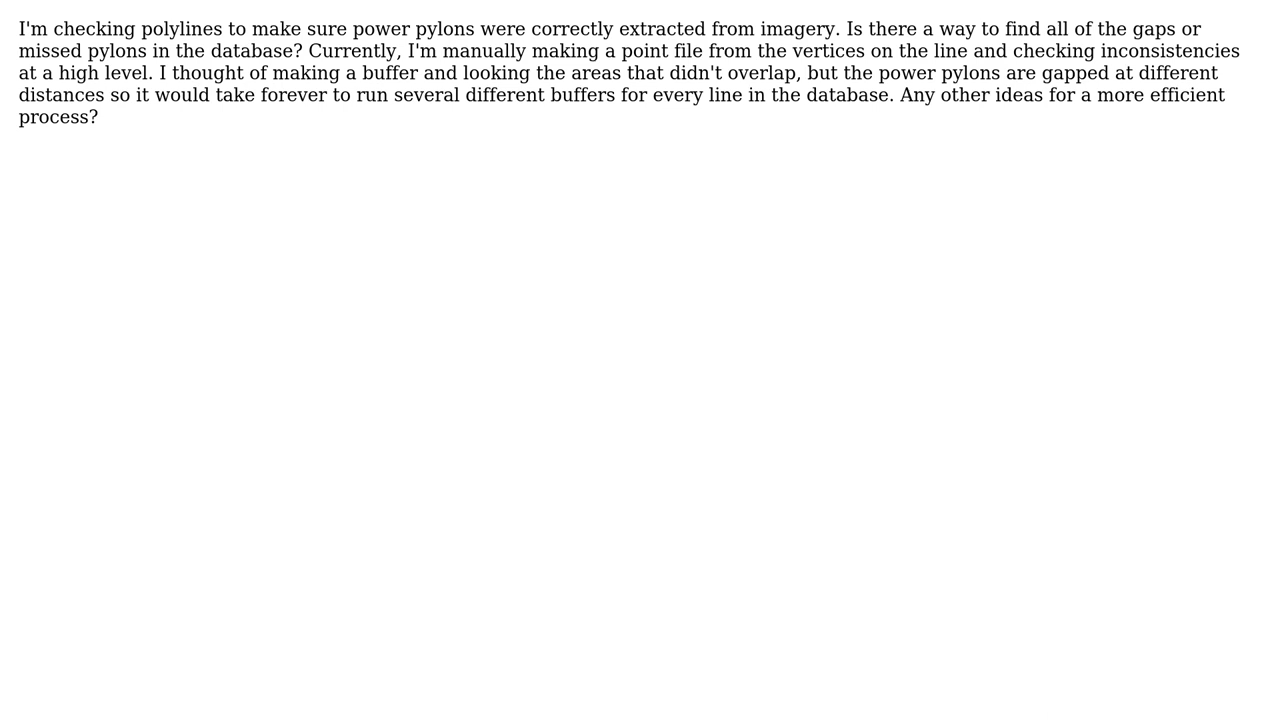 I'm checking polylines to make sure power pylons were correctly extracted from imagery. Is there a way to find all of the gaps or
missed pylons in the database? Currently, I'm manually making a point file from the vertices on the line and checking inconsistencies
at a high level. I thought of making a buffer and looking the areas that didn't overlap, but the power pylons are gapped at different
distances so it would take forever to run several different buffers for every line in the database. Any other ideas for a more efficient
process?